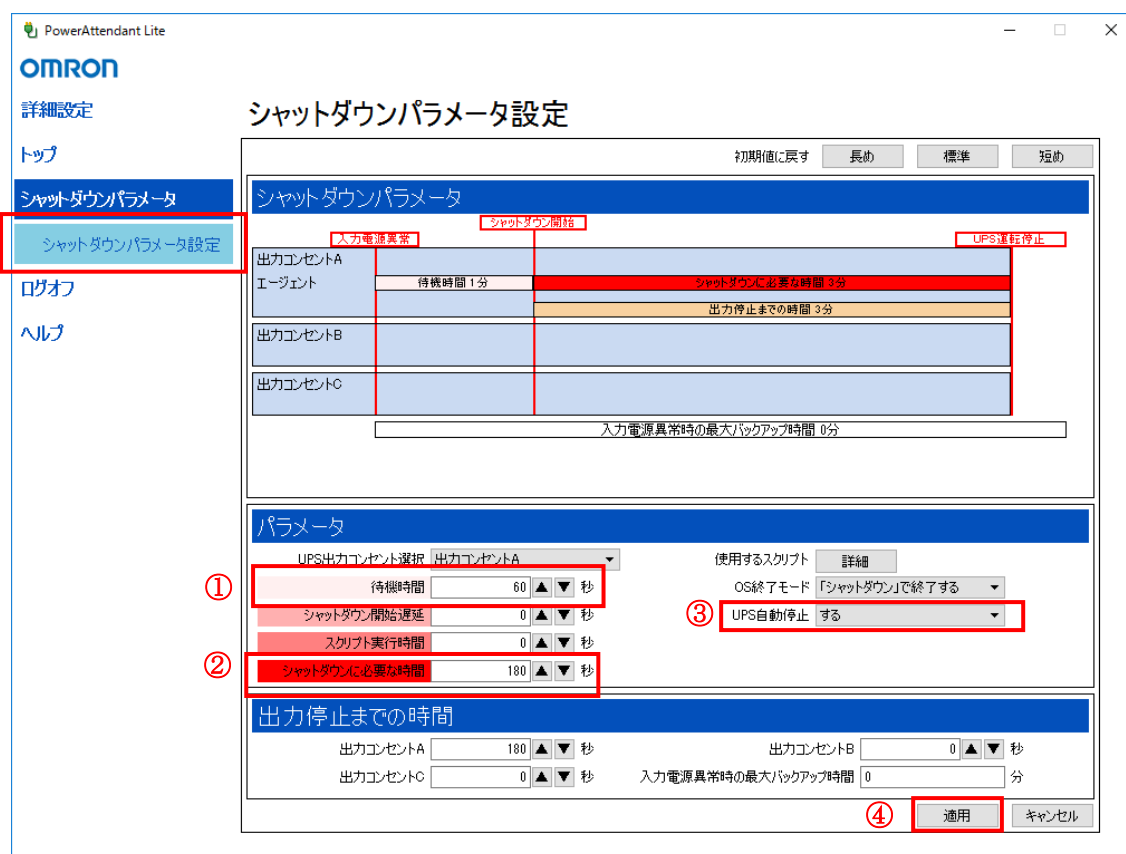 PowerAttendant Lite
OMRON
詳細設定
トップ
シャットダウンパラメータ
シャットダウンパラメータ設定
ログオフ
ヘルプ
シャットダウンパラメータ設定
初期値に戻す 長め 標準 短め
シャットダウンパラメータ
シャットダウン開始
入力電源異常 UPS運転停止
出力コンセントA
エージェント 待機時間 1分 シャットダウンに必要な時間 3分
出力停止までの時間 3分
出力コンセントB
出力コンセントC
入力電源異常時の最大バックアップ時間 0分
パラメータ
UPS出力コンセント選択 出力コンセントA 使用するスクリプト 詳細
① 待機時間 60 ▲ ▼ 秒 OS終了モード 「シャットダウン」で終了する
シャットダウン開始遅延 0 ▲ ▼ 秒 ③ UPS自動停止 する
スクリプト実行時間 0 ▲ ▼ 秒
② シャットダウンに必要な時間 180 ▲ ▼ 秒
出力停止までの時間
出力コンセントA 180 ▲ ▼ 秒 出力コンセントB 0 ▲ ▼ 秒
出力コンセントC 0 ▲ ▼ 秒 入力電源異常時の最大バックアップ時間 0 分
④ 適用 キャンセル